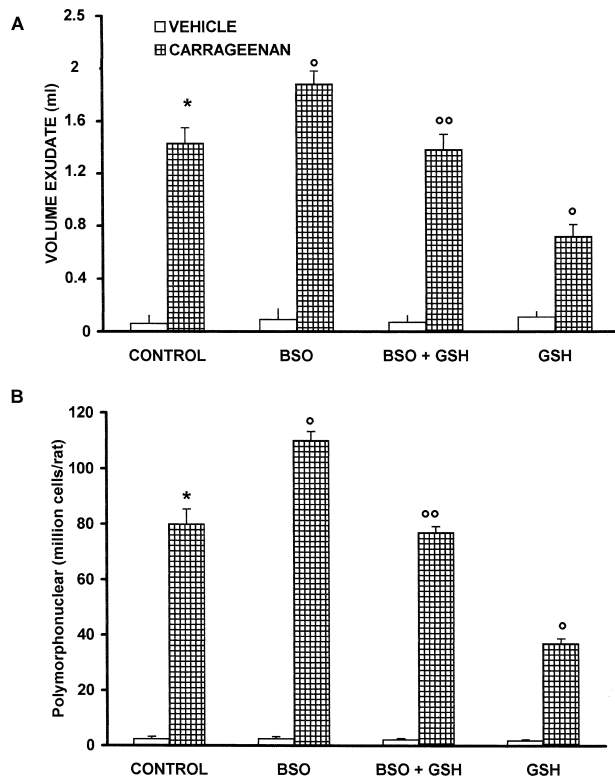 A
VEHICLE
CARRAGEENAN
VOLUME EXUDATE (ml)
2.5
2
1.6
1.2
0.8
0.4
0
*
°
°°
°
CONTROL BSO BSO + GSH GSH
B
Polymorphonuclear (million cells/rat)
120
100
80
60
40
20
0
*
°
°°
°
CONTROL BSO BSO + GSH GSH